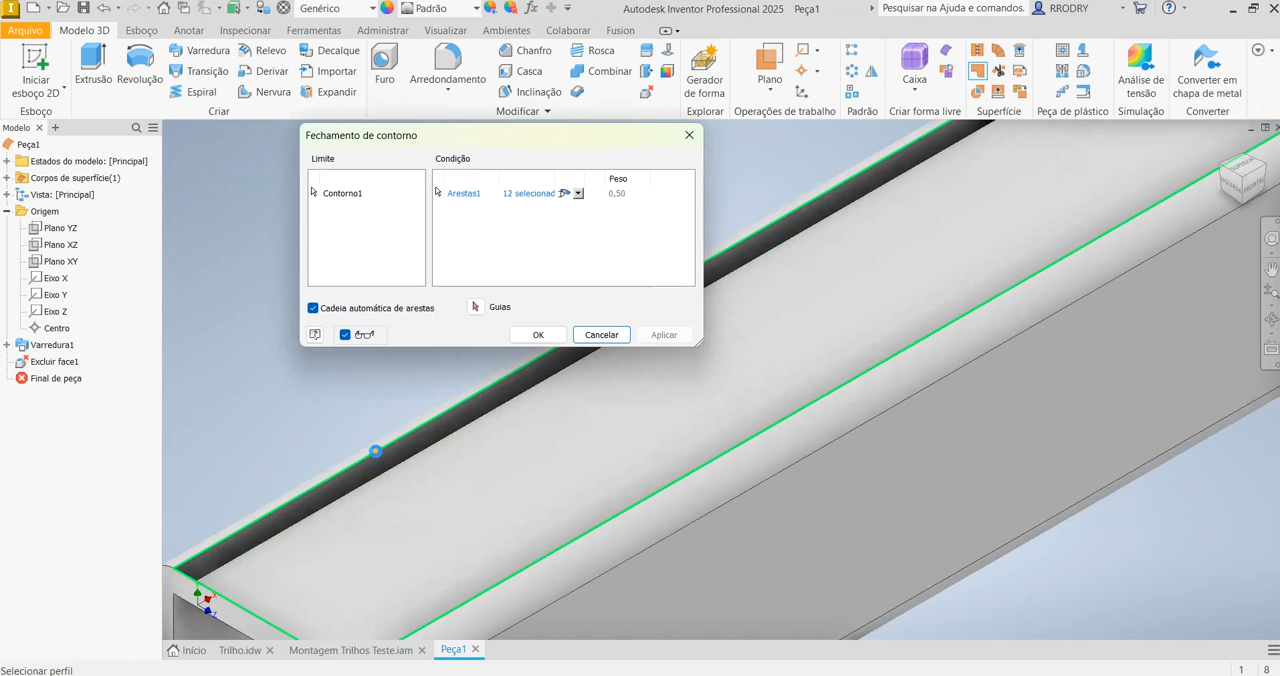 Genérico
Padrão
Autodesk Inventor Professional 2025 Peça1
Pesquisar na Ajuda e comandos.
RRODRY
Arquivo Modelo 3D Esboço Anotar Inspecionar Ferramentas Administrar Visualizar Ambientes Colaborar Fusion
Iniciar esboço 2D
Esboço
Extrusão
Revolução
Varredura
Transição
Espiral
Relevo
Derivar
Nervura
Decalque
Importar
Expandir
Criar
Furo
Arredondamento
Chanfro
Casca
Inclinação
Rosca
Combinar
Modificar
Gerador de forma
Explorar
Plano
Operações de trabalho
Padrão
Caixa
Criar forma livre
Superfície
Peça de plástico
Análise de tensão
Simulação
Converter em chapa de metal
Converter
Modelo
Peça1
Estados do modelo: [Principal]
Corpos de superfície(1)
Vista: [Principal]
Origem
Plano YZ
Plano XZ
Plano XY
Eixo X
Eixo Y
Eixo Z
Centro
Varredura1
Excluir face1
Final de peça
Fechamento de contorno
Limite
Condição
Peso
Contorno1
Arestas1 12 selecionad 0,50
Cadeia automática de arestas
Guias
OK
Cancelar
Aplicar
X
Z
Início Trilho.idw Montagem Trilhos Teste.iam Peça1
Selecionar perfil
1 8